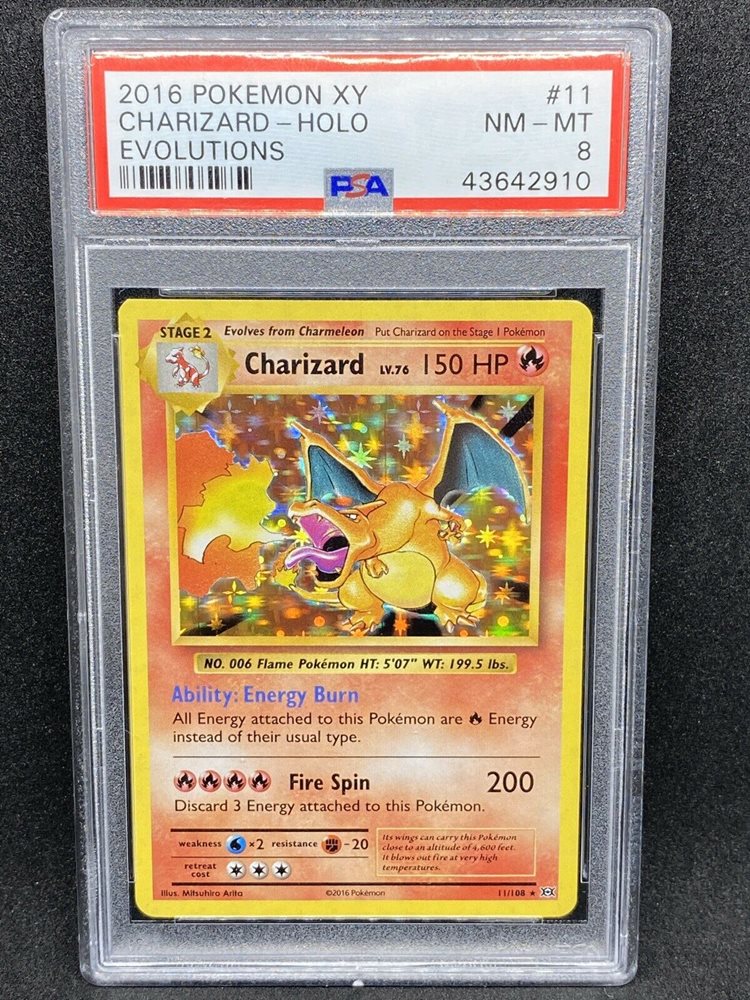 2016 POKEMON XY #11
CHARIZARD-HOLO NM-MT
EVOLUTIONS 8
PSA 43642910
STAGE 2 Evolves from Charmeleon Put Charizard on the Stage 1 Pokémon
Charizard LV.76 150 HP
NO. 006 Flame Pokémon HT: 5'07" WT: 199.5 lbs.
Ability: Energy Burn
All Energy attached to this Pokémon are Energy
instead of their usual type.
Fire Spin 200
Discard 3 Energy attached to this Pokémon.
weakness ×2 resistance -20
retreat
cost
Its wings can carry this Pokémon
close to an altitude of 4,600 feet.
It blows out fire at very high
temperatures.
Illus. Mitsuhiro Arita ©2016 Pokémon 11/108 ★ XY